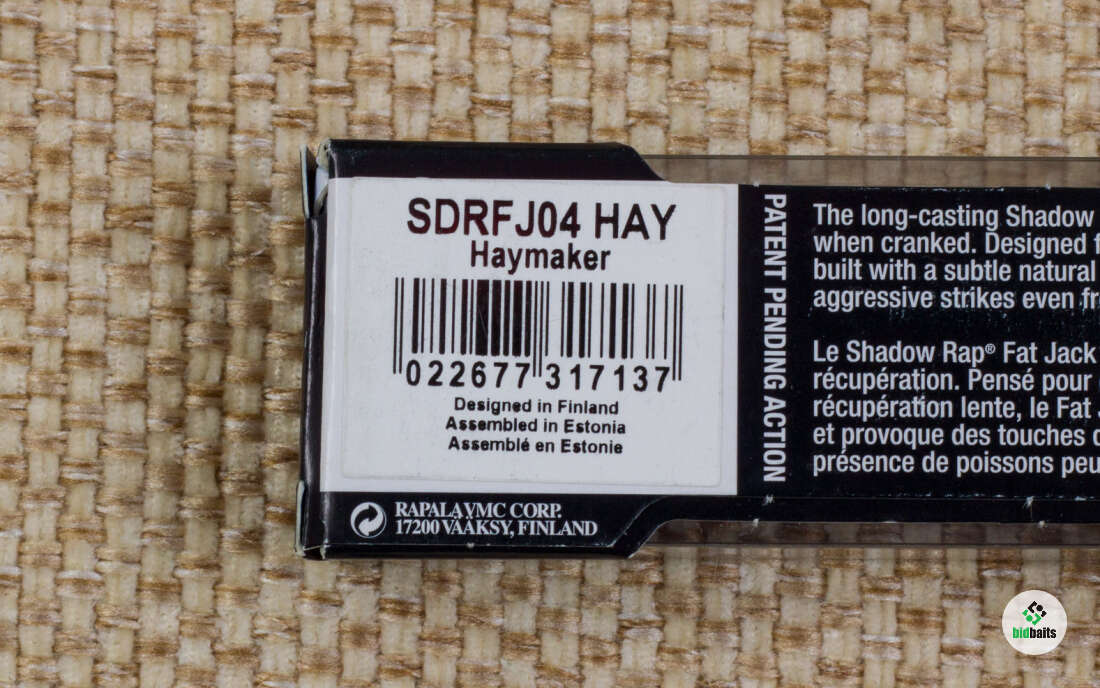 SDRFJ04 HAY
Haymaker
022677 317137
Designed in Finland
Assembled in Estonia
Assemblé en Estonie
RAPALA VMC CORP.
17200 VÄÄKSY, FINLAND
PATENT PENDING ACTION
The long-casting Shadow
when cranked. Designed
built with a subtle natural
aggressive strikes even
Le Shadow Rap® Fat Jack
récupération. Pensé pour
récupération lente, le Fat
et provoque des touches
présence de poissons
bidbaits